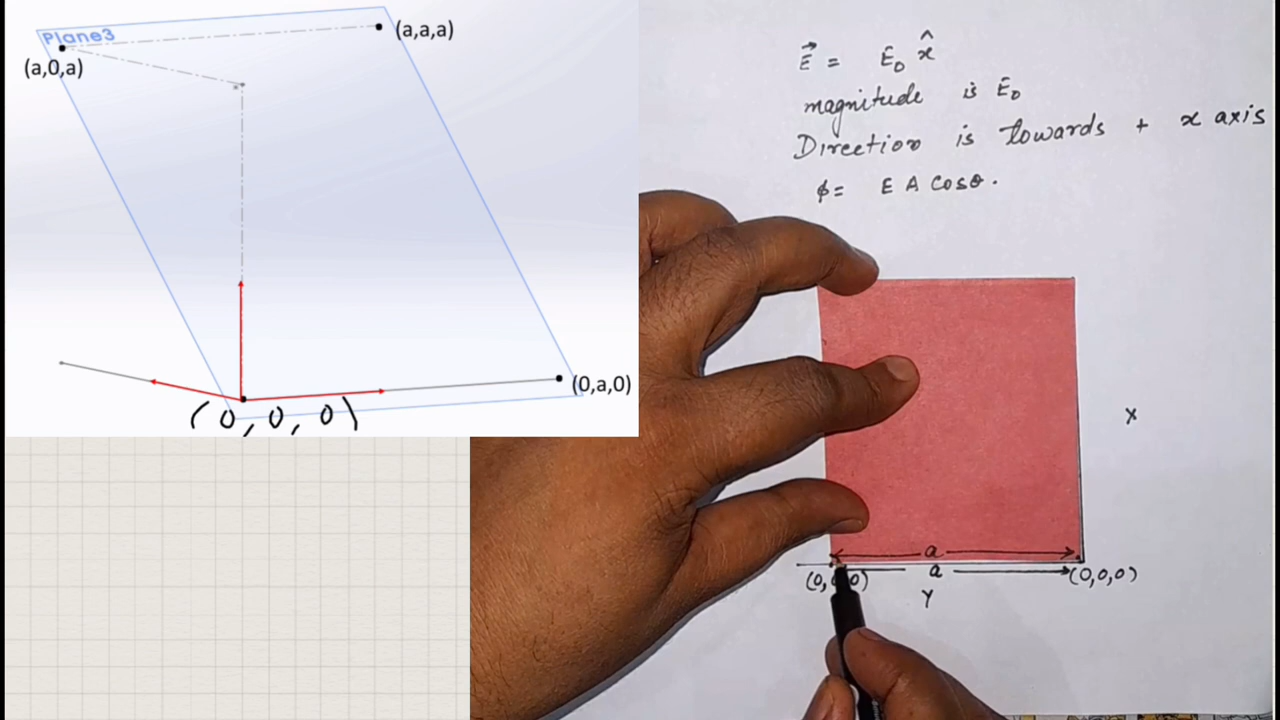 Plane3
(a,a,a)
(a,0,a)
(0,a,0)
(0,0,0)
E⃗ = E₀ x̂
magnitude is E₀
Direction is towards + x axis
ϕ = E A cosθ.
X
a
a
(0,0,0)
Y